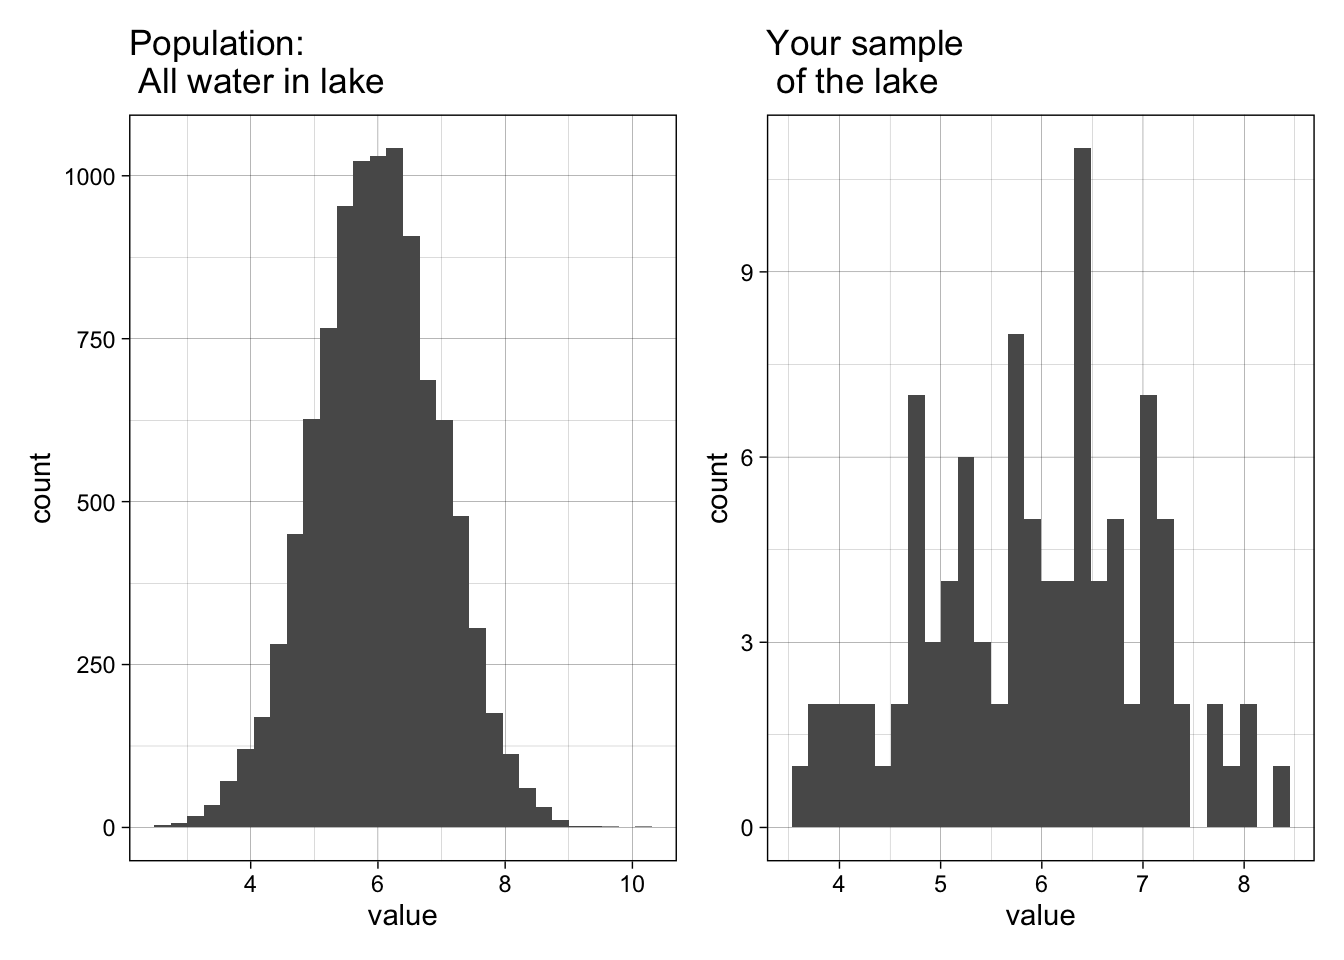 Population:
All water in lake
1000
750
500
250
0
count
4 6 8 10
value
Your sample
of the lake
9
6
3
0
count
4 5 6 7 8
value